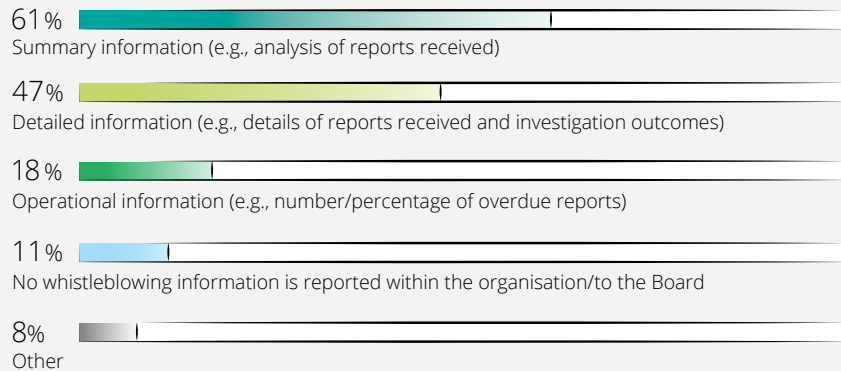 61%
Summary information (e.g., analysis of reports received)
47%
Detailed information (e.g., details of reports received and investigation outcomes)
18%
Operational information (e.g., number/percentage of overdue reports)
11%
No whistleblowing information is reported within the organisation/to the Board
8%
Other